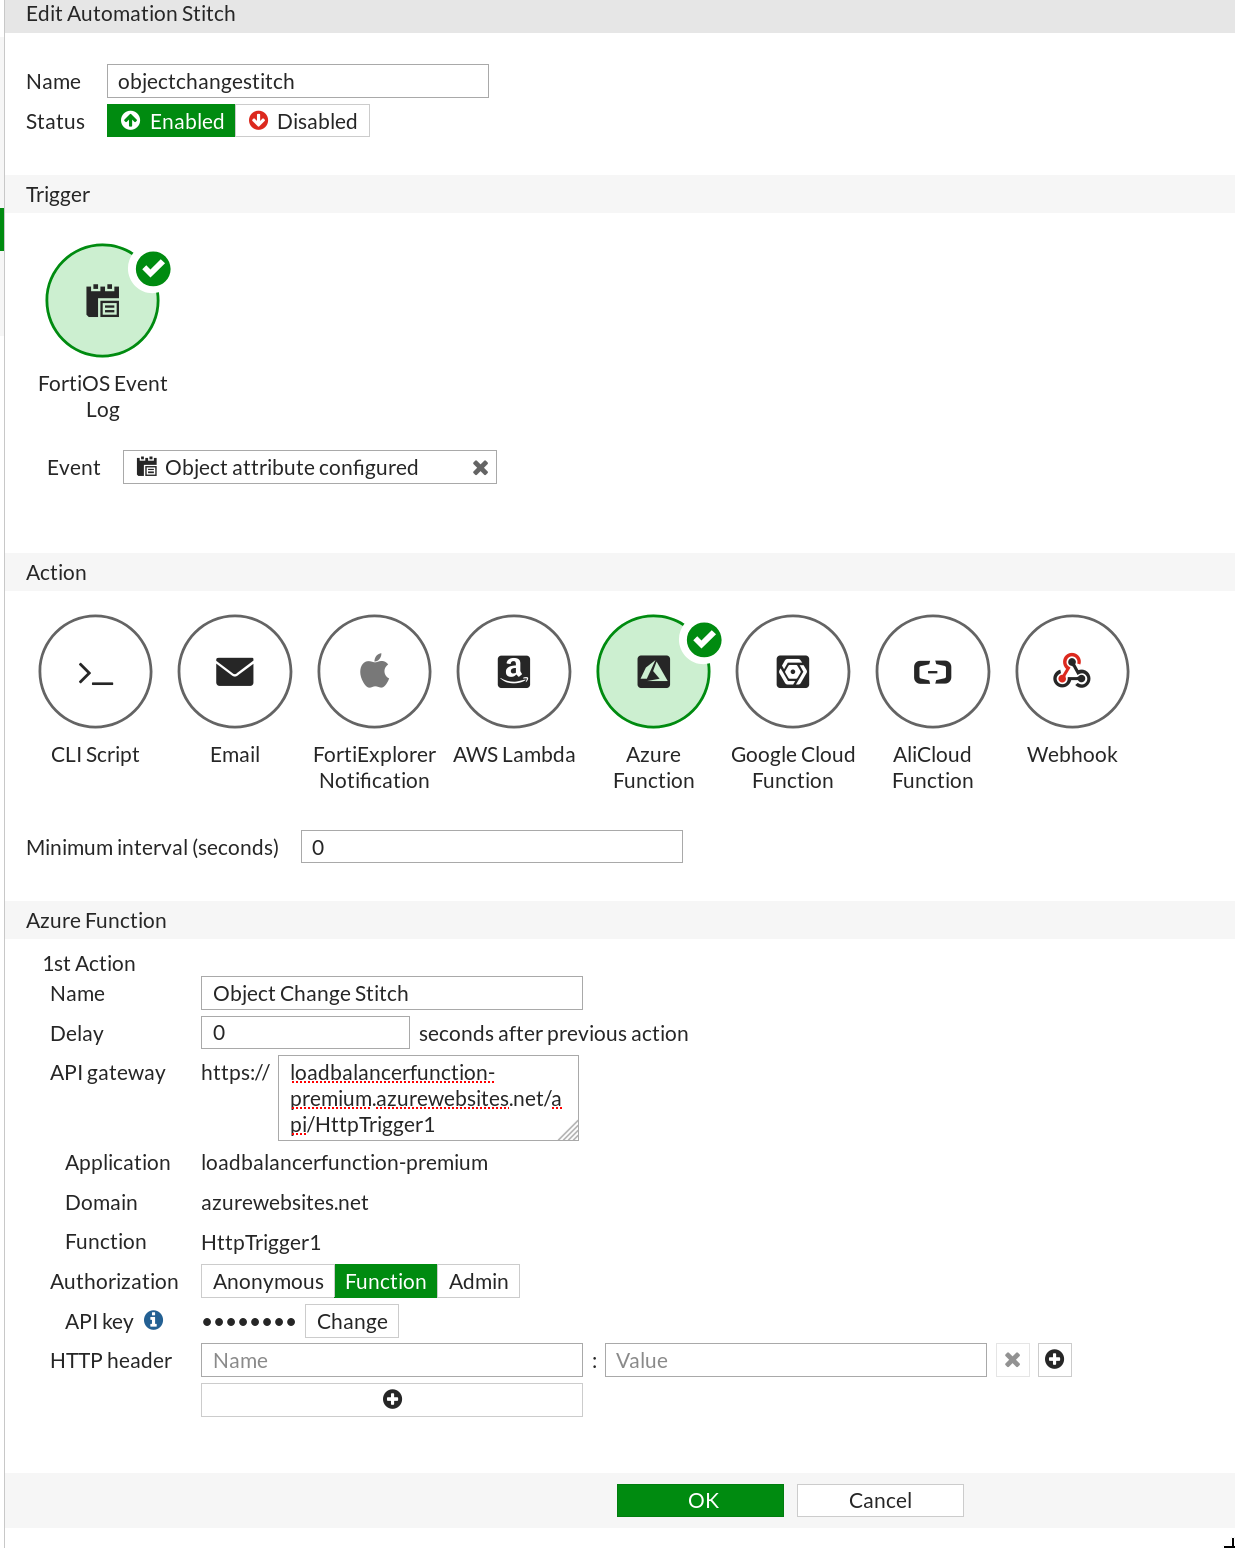 Edit Automation Stitch
Name objectchangestitch
Status Enabled Disabled
Trigger
FortiOS Event
Log
Event Object attribute configured
Action
CLI Script Email FortiExplorer AWS Lambda Azure Google Cloud AliCloud Webhook
Notification Function Function Function
Minimum interval (seconds) 0
Azure Function
1st Action
Name Object Change Stitch
Delay 0 seconds after previous action
API gateway https:// loadbalancerfunction-
premium.azurewebsites.net/a
pi/HttpTrigger1
Application loadbalancerfunction-premium
Domain azurewebsites.net
Function HttpTrigger1
Authorization Anonymous Function Admin
API key •••••••• Change
HTTP header Name : Value
OK Cancel